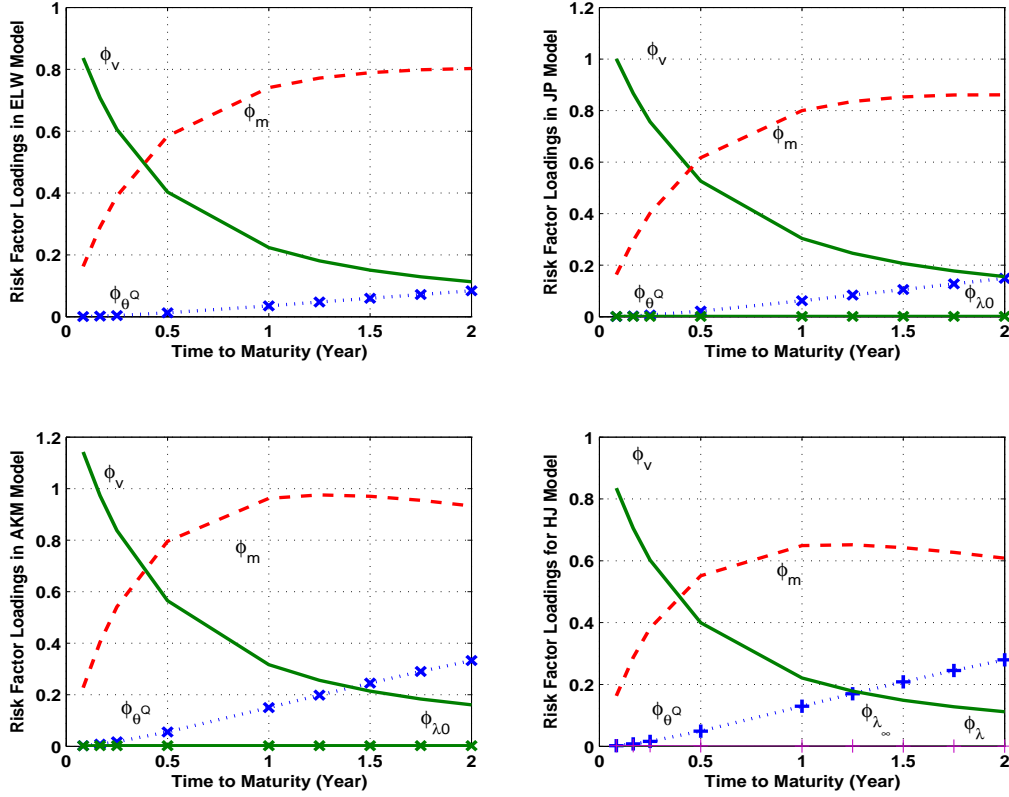 Risk Factor Loadings in ELW Model
1
0.8
0.6
0.4
0.2
0
ϕv
ϕm
ϕθQ
0 0.5 1 1.5 2
Time to Maturity (Year)
Risk Factor Loadings in JP Model
1.2
1
0.8
0.6
0.4
0.2
0
ϕv
ϕm
ϕθQ
ϕλ0
0 0.5 1 1.5 2
Time to Maturity (Year)
Risk Factor Loadings in AKM Model
1.2
1
0.8
0.6
0.4
0.2
0
ϕv
ϕm
ϕθQ
ϕλ0
0 0.5 1 1.5 2
Time to Maturity (Year)
Risk Factor Loadings for HJ Model
1
0.8
0.6
0.4
0.2
0
ϕv
ϕm
ϕθQ
ϕλ∞
ϕλ
0 0.5 1 1.5 2
Time to Maturity (Year)